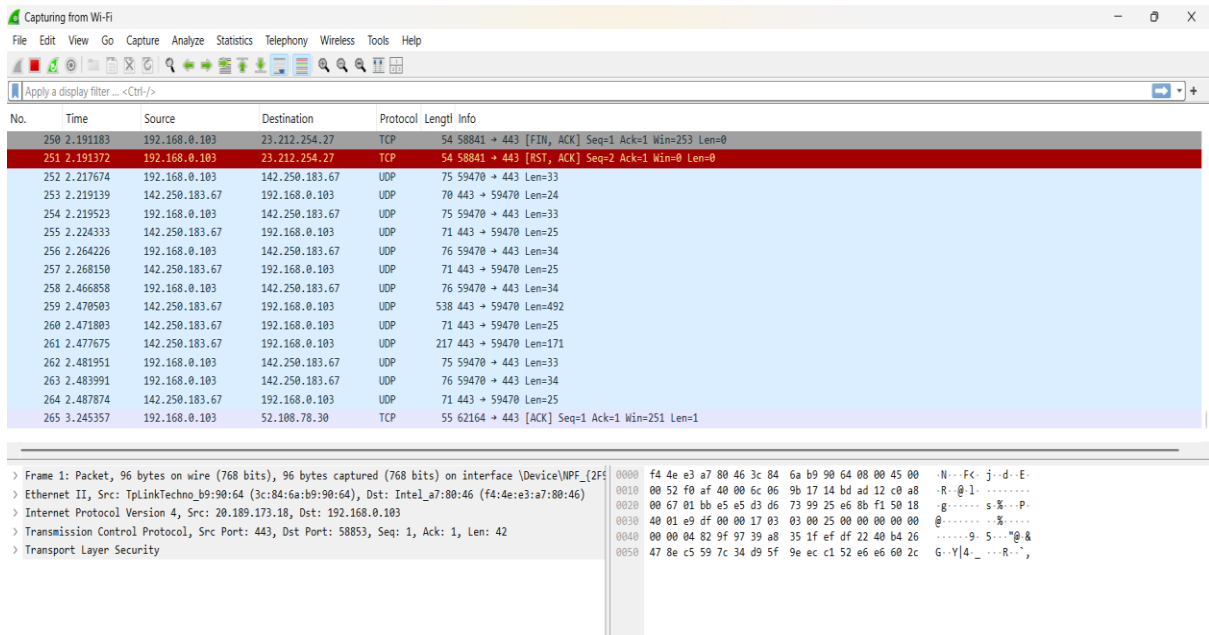 Capturing from Wi-Fi
File Edit View Go Capture Analyze Statistics Telephony Wireless Tools Help
Apply a display filter ... <Ctrl-/>
No. Time Source Destination Protocol Lengtl Info
250 2.191183 192.168.0.103 23.212.254.27 TCP 54 58841 → 443 [FIN, ACK] Seq=1 Ack=1 Win=253 Len=0
251 2.191372 192.168.0.103 23.212.254.27 TCP 54 58841 → 443 [RST, ACK] Seq=2 Ack=1 Win=0 Len=0
252 2.217674 192.168.0.103 142.250.183.67 UDP 75 59470 → 443 Len=33
253 2.219139 142.250.183.67 192.168.0.103 UDP 70 443 → 59470 Len=24
254 2.219523 192.168.0.103 142.250.183.67 UDP 75 59470 → 443 Len=33
255 2.224333 142.250.183.67 192.168.0.103 UDP 71 443 → 59470 Len=25
256 2.264226 192.168.0.103 142.250.183.67 UDP 76 59470 → 443 Len=34
257 2.268150 142.250.183.67 192.168.0.103 UDP 71 443 → 59470 Len=25
258 2.466858 192.168.0.103 142.250.183.67 UDP 76 59470 → 443 Len=34
259 2.470503 142.250.183.67 192.168.0.103 UDP 538 443 → 59470 Len=492
260 2.471803 142.250.183.67 192.168.0.103 UDP 71 443 → 59470 Len=25
261 2.477675 142.250.183.67 192.168.0.103 UDP 217 443 → 59470 Len=171
262 2.481951 192.168.0.103 142.250.183.67 UDP 75 59470 → 443 Len=33
263 2.483991 192.168.0.103 142.250.183.67 UDP 76 59470 → 443 Len=34
264 2.487874 142.250.183.67 192.168.0.103 UDP 71 443 → 59470 Len=25
265 3.245357 192.168.0.103 52.108.78.30 TCP 55 62164 → 443 [ACK] Seq=1 Ack=1 Win=251 Len=1
> Frame 1: Packet, 96 bytes on wire (768 bits), 96 bytes captured (768 bits) on interface \Device\NPF_{2F9
> Ethernet II, Src: TpLinkTechno_b9:90:64 (3c:84:6a:b9:90:64), Dst: Intel_a7:80:46 (f4:4e:e3:a7:80:46)
> Internet Protocol Version 4, Src: 20.189.173.18, Dst: 192.168.0.103
> Transmission Control Protocol, Src Port: 443, Dst Port: 58853, Seq: 1, Ack: 1, Len: 42
> Transport Layer Security
0000 f4 4e e3 a7 80 46 3c 84 6a b9 90 64 08 00 45 00 ·N···F<· j··d··E·
0010 00 52 f0 af 40 00 6c 06 9b 17 14 bd ad 12 c0 a8 ·R··@·l· ········
0020 00 67 01 bb e5 e5 d3 d6 73 99 25 e6 8b f1 50 18 ·g······ s·%···P·
0030 40 01 e9 df 00 00 17 03 03 00 25 00 00 00 00 00 @······· ··%·····
0040 00 00 04 82 9f 97 39 a8 35 1f ef df 22 40 b4 26 ······9· 5···"@·&
0050 47 8e c5 59 7c 34 d9 5f 9e ec c1 52 e6 e6 60 2c G··Y|4·_ ···R··`,